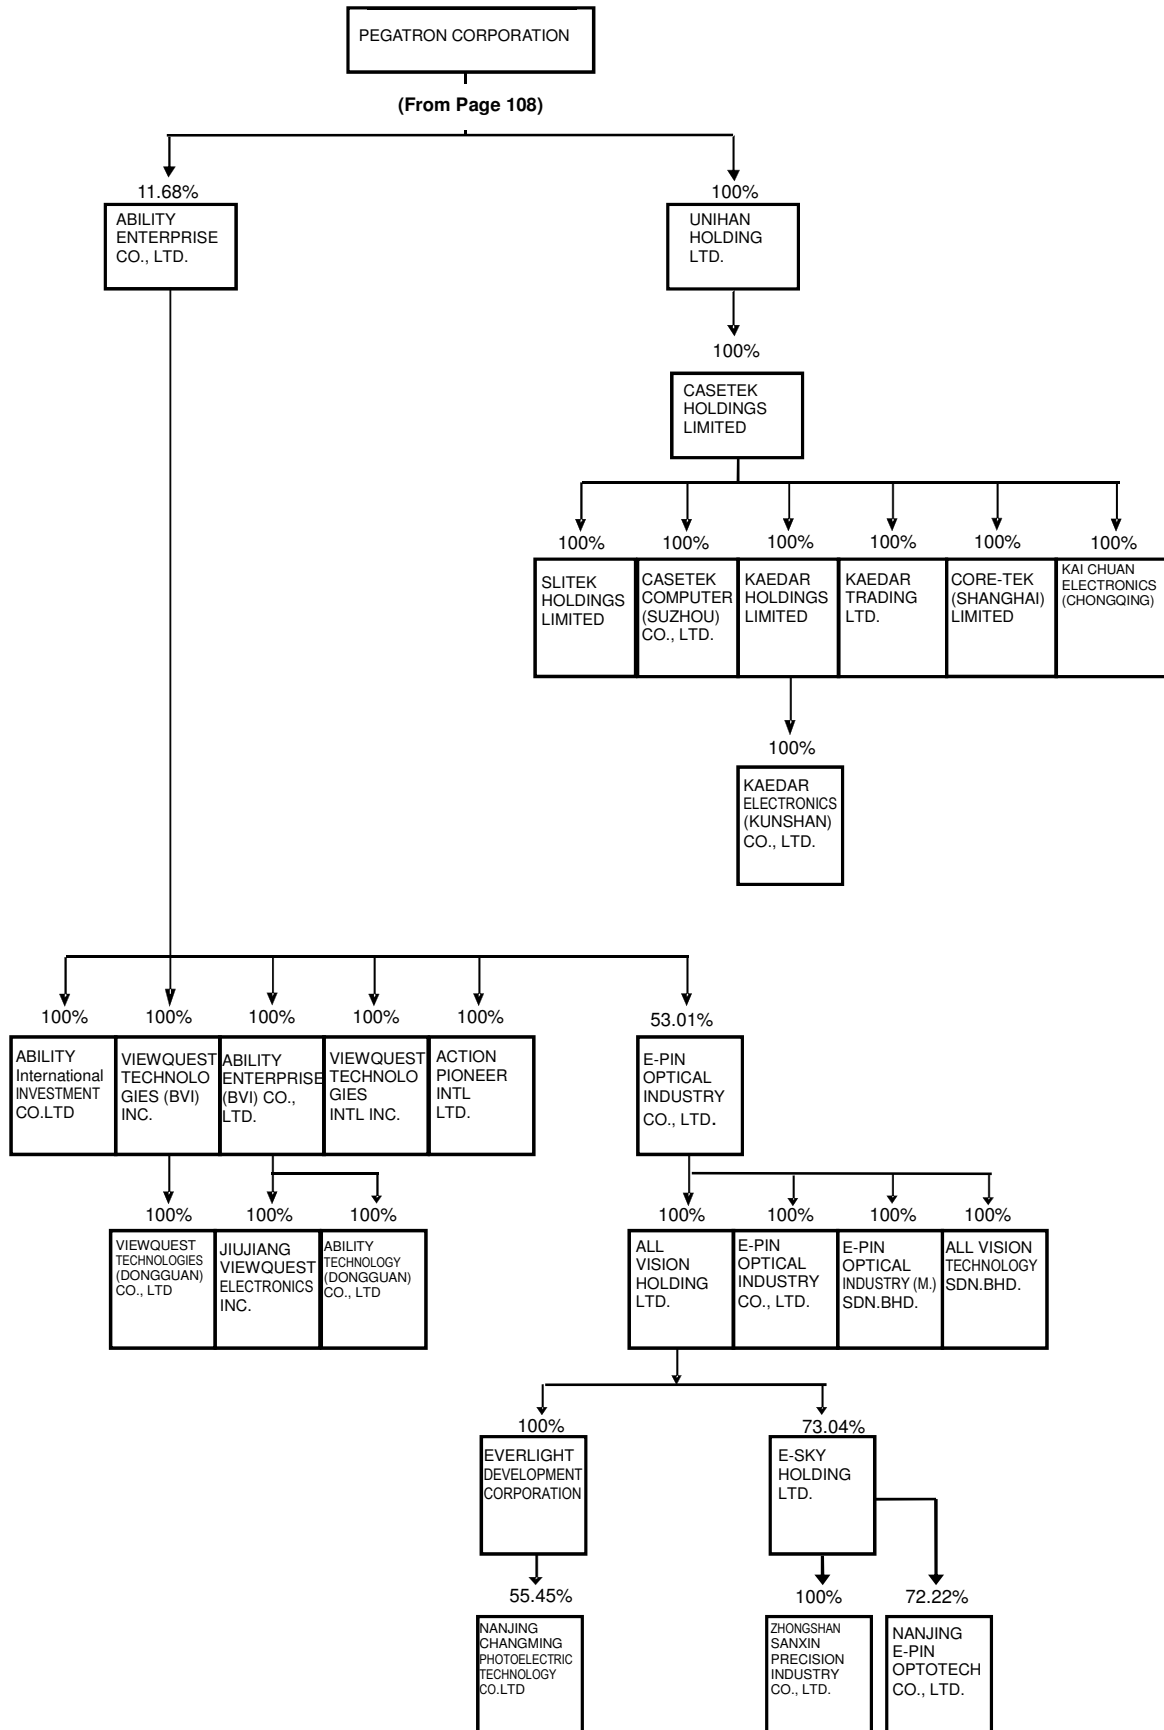 PEGATRON CORPORATION
(From Page 108)
11.68%
ABILITY
ENTERPRISE
CO., LTD.
100%
UNIHAN
HOLDING
LTD.
100%
CASETEK
HOLDINGS
LIMITED
100%
SLITEK
HOLDINGS
LIMITED
100%
CASETEK
COMPUTER
(SUZHOU)
CO., LTD.
100%
KAEDAR
HOLDINGS
LIMITED
100%
KAEDAR
TRADING
LTD.
100%
CORE-TEK
(SHANGHAI)
LIMITED
100%
KAI CHUAN
ELECTRONICS
(CHONGQING)
100%
KAEDAR
ELECTRONICS
(KUNSHAN)
CO., LTD.
100%
ABILITY
International
INVESTMENT
CO.LTD
100%
VIEWQUEST
TECHNOLO
GIES (BVI)
INC.
100%
ABILITY
ENTERPRISE
(BVI) CO.,
LTD.
100%
VIEWQUEST
TECHNOLO
GIES
INTL INC.
100%
ACTION
PIONEER
INTL
LTD.
53.01%
E-PIN
OPTICAL
INDUSTRY
CO., LTD.
100%
VIEWQUEST
TECHNOLOGIES
(DONGGUAN)
CO., LTD
100%
JIUJIANG
VIEWQUEST
ELECTRONICS
INC.
100%
ABILITY
TECHNOLOGY
(DONGGUAN)
CO., LTD
100%
ALL
VISION
HOLDING
LTD.
100%
E-PIN
OPTICAL
INDUSTRY
CO., LTD.
100%
E-PIN
OPTICAL
INDUSTRY (M.)
SDN.BHD.
100%
ALL VISION
TECHNOLOGY
SDN.BHD.
100%
EVERLIGHT
DEVELOPMENT
CORPORATION
73.04%
E-SKY
HOLDING
LTD.
55.45%
NANJING
CHANGMING
PHOTOELECTRIC
TECHNOLOGY
CO.LTD
100%
ZHONGSHAN
SANXIN
PRECISION
INDUSTRY
CO., LTD.
72.22%
NANJING
E-PIN
OPTOTECH
CO., LTD.